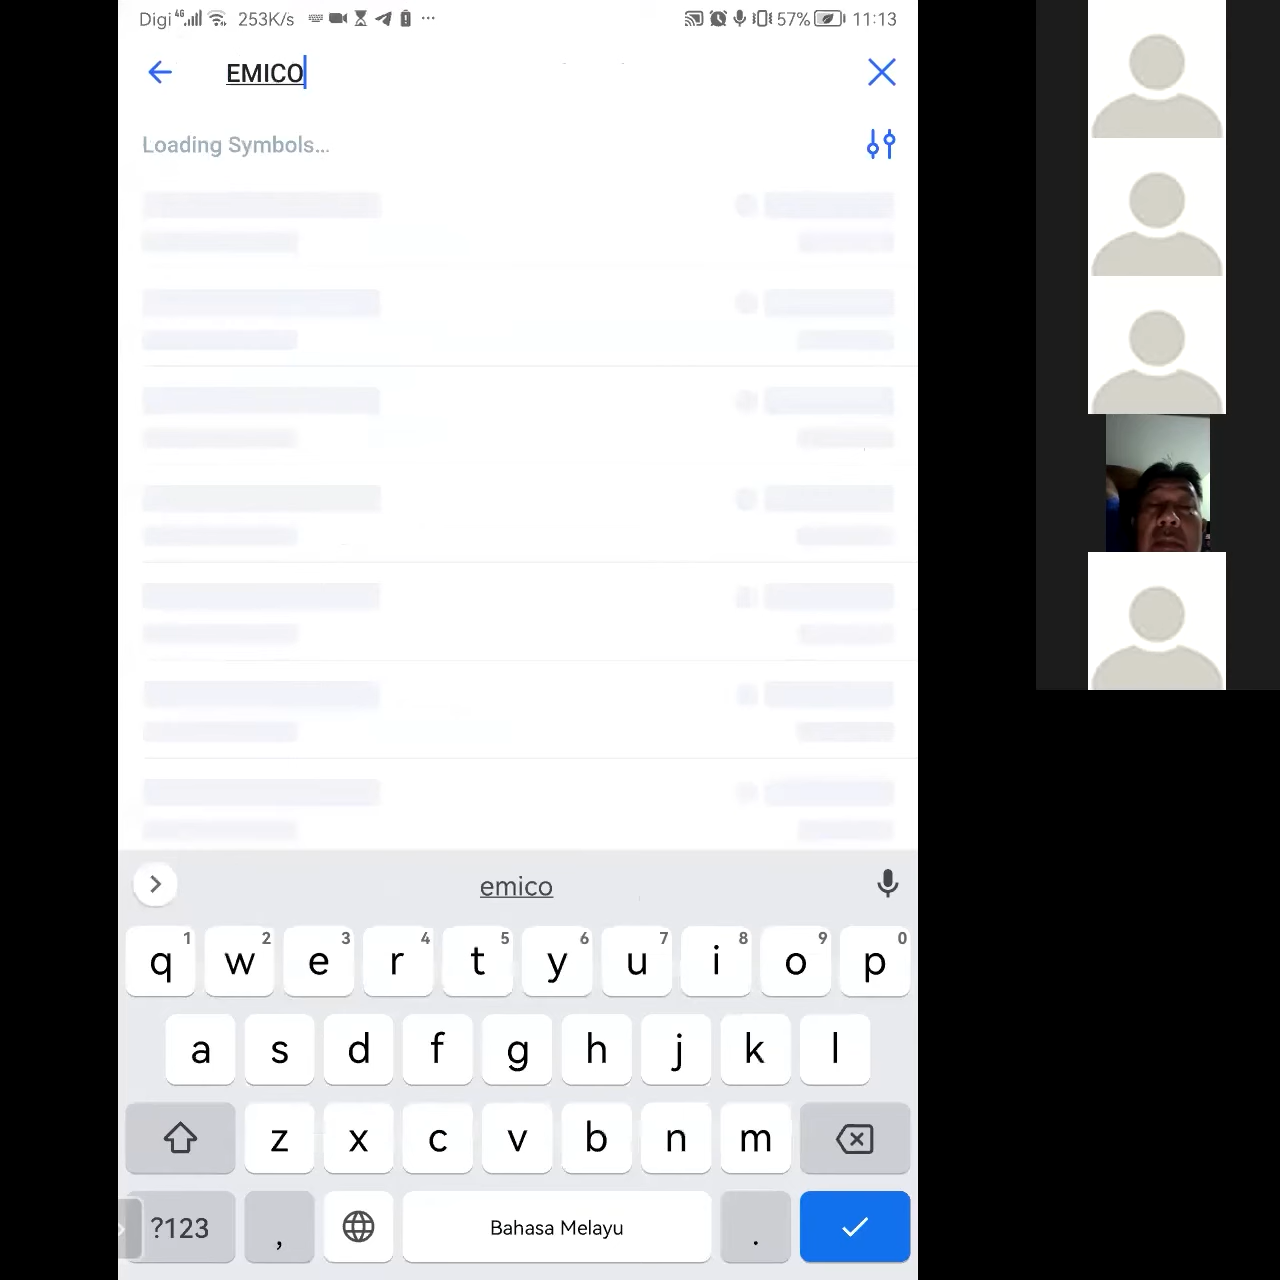 Digi 4G 253K/s ... 57% 11:13
EMICO
Loading Symbols...
emico
q 1 w 2 e 3 r 4 t 5 y 6 u 7 i 8 o 9 p 0
a s d f g h j k l
z x c v b n m
?123 , Bahasa Melayu .